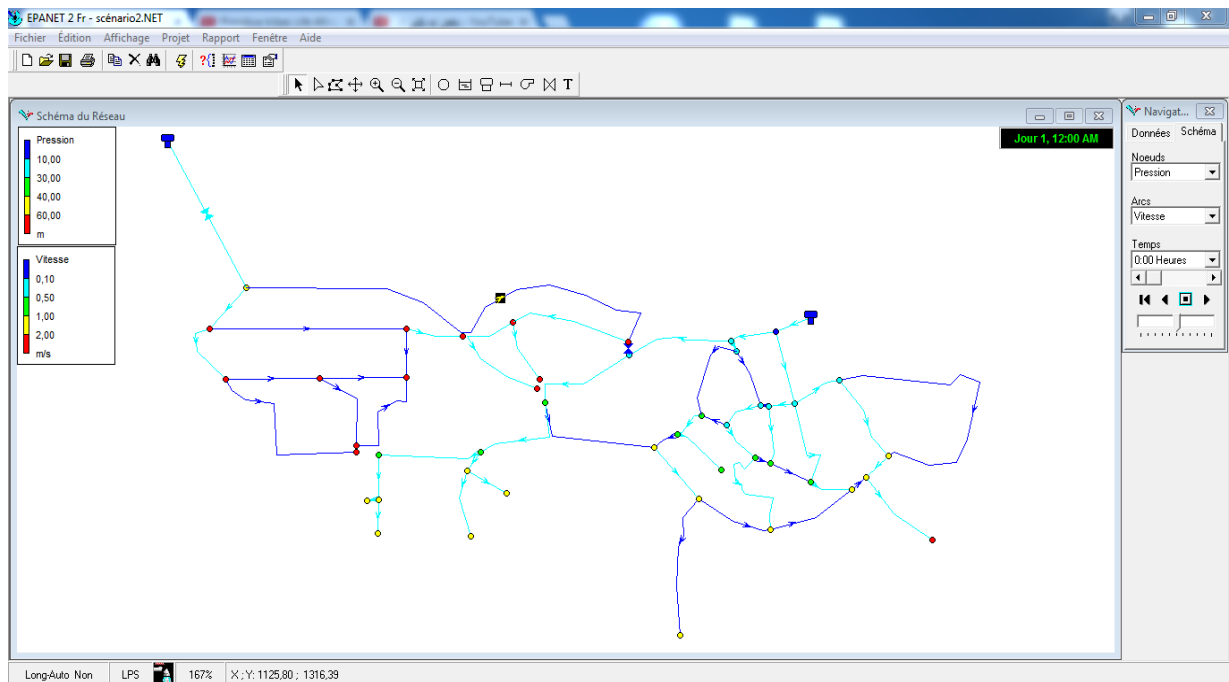 EPANET 2 Fr - scénario2.NET
Fichier Édition Affichage Projet Rapport Fenêtre Aide
T
Schéma du Réseau
Jour 1, 12:00 AM
Pression
10,00
30,00
40,00
60,00
m
Vitesse
0,10
0,50
1,00
2,00
m/s
Navigat...
Données Schéma
Noeuds
Pression
Arcs
Vitesse
Temps
0:00 Heures
Long-Auto Non LPS 167% X ; Y: 1125,80 ; 1316,39